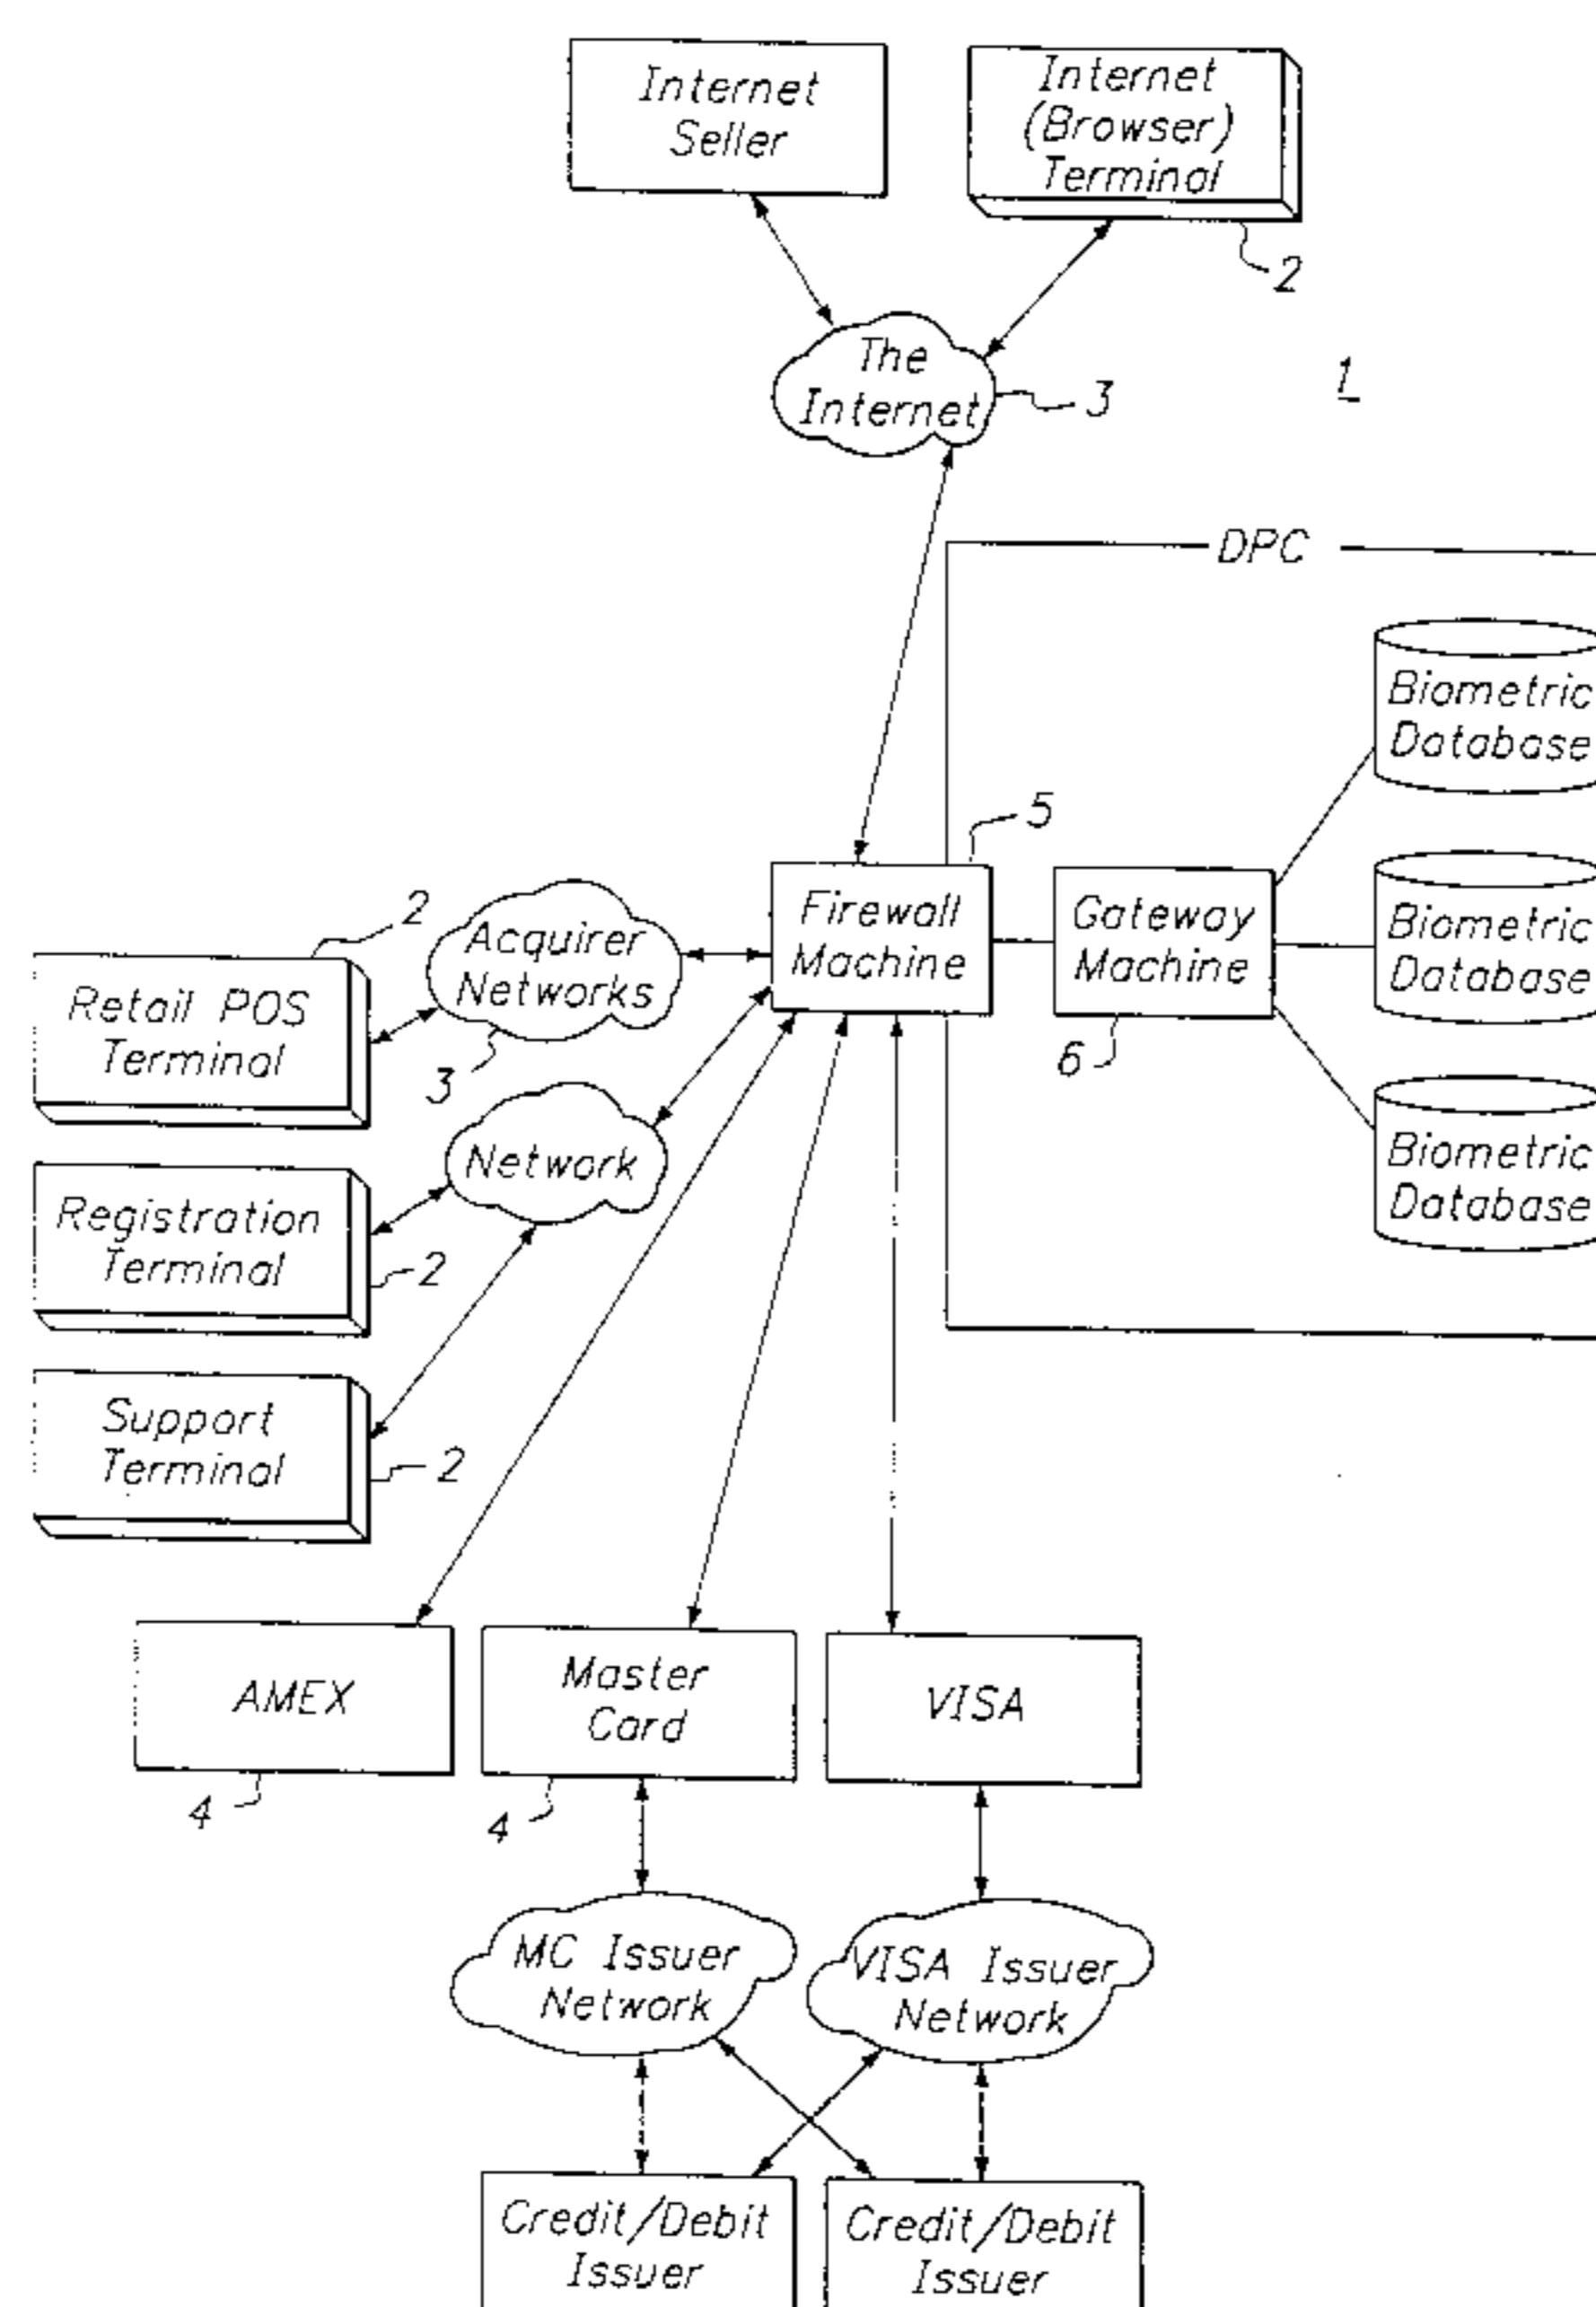 Internet
Seller
Internet
(Browser)
Terminal
2
The
Internet
3
1
DPC
Biometric
Database
5
Firewall
Machine
Gateway
Machine
6
Biometric
Database
Acquirer
Networks
3
2
Retail POS
Terminal
Network
Biometric
Database
Registration
Terminal
2
Support
Terminal
2
AMEX
4
Master
Card
4
VISA
MC Issuer
Network
VISA Issuer
Network
Credit/Debit
Issuer
Credit/Debit
Issuer